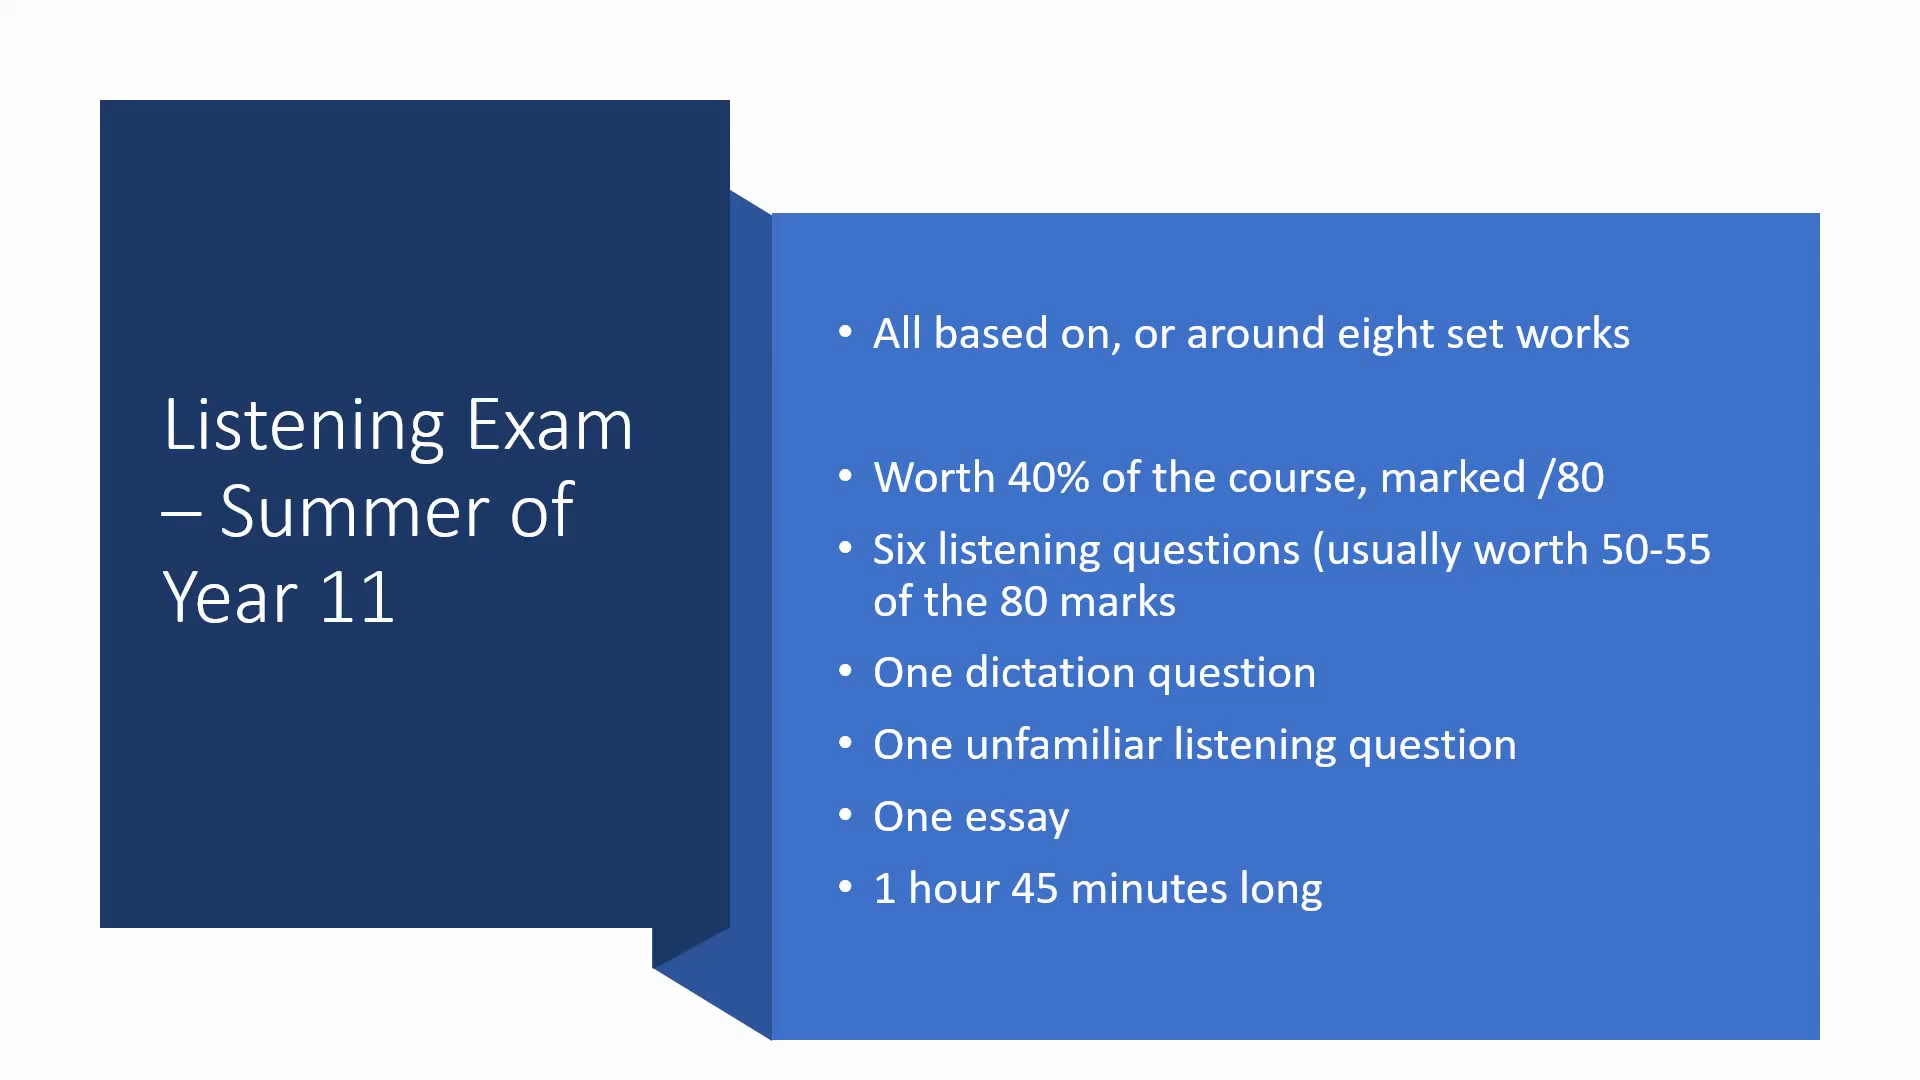 Listening Exam
– Summer of
Year 11
• All based on, or around eight set works
• Worth 40% of the course, marked /80
• Six listening questions (usually worth 50-55
of the 80 marks
• One dictation question
• One unfamiliar listening question
• One essay
• 1 hour 45 minutes long